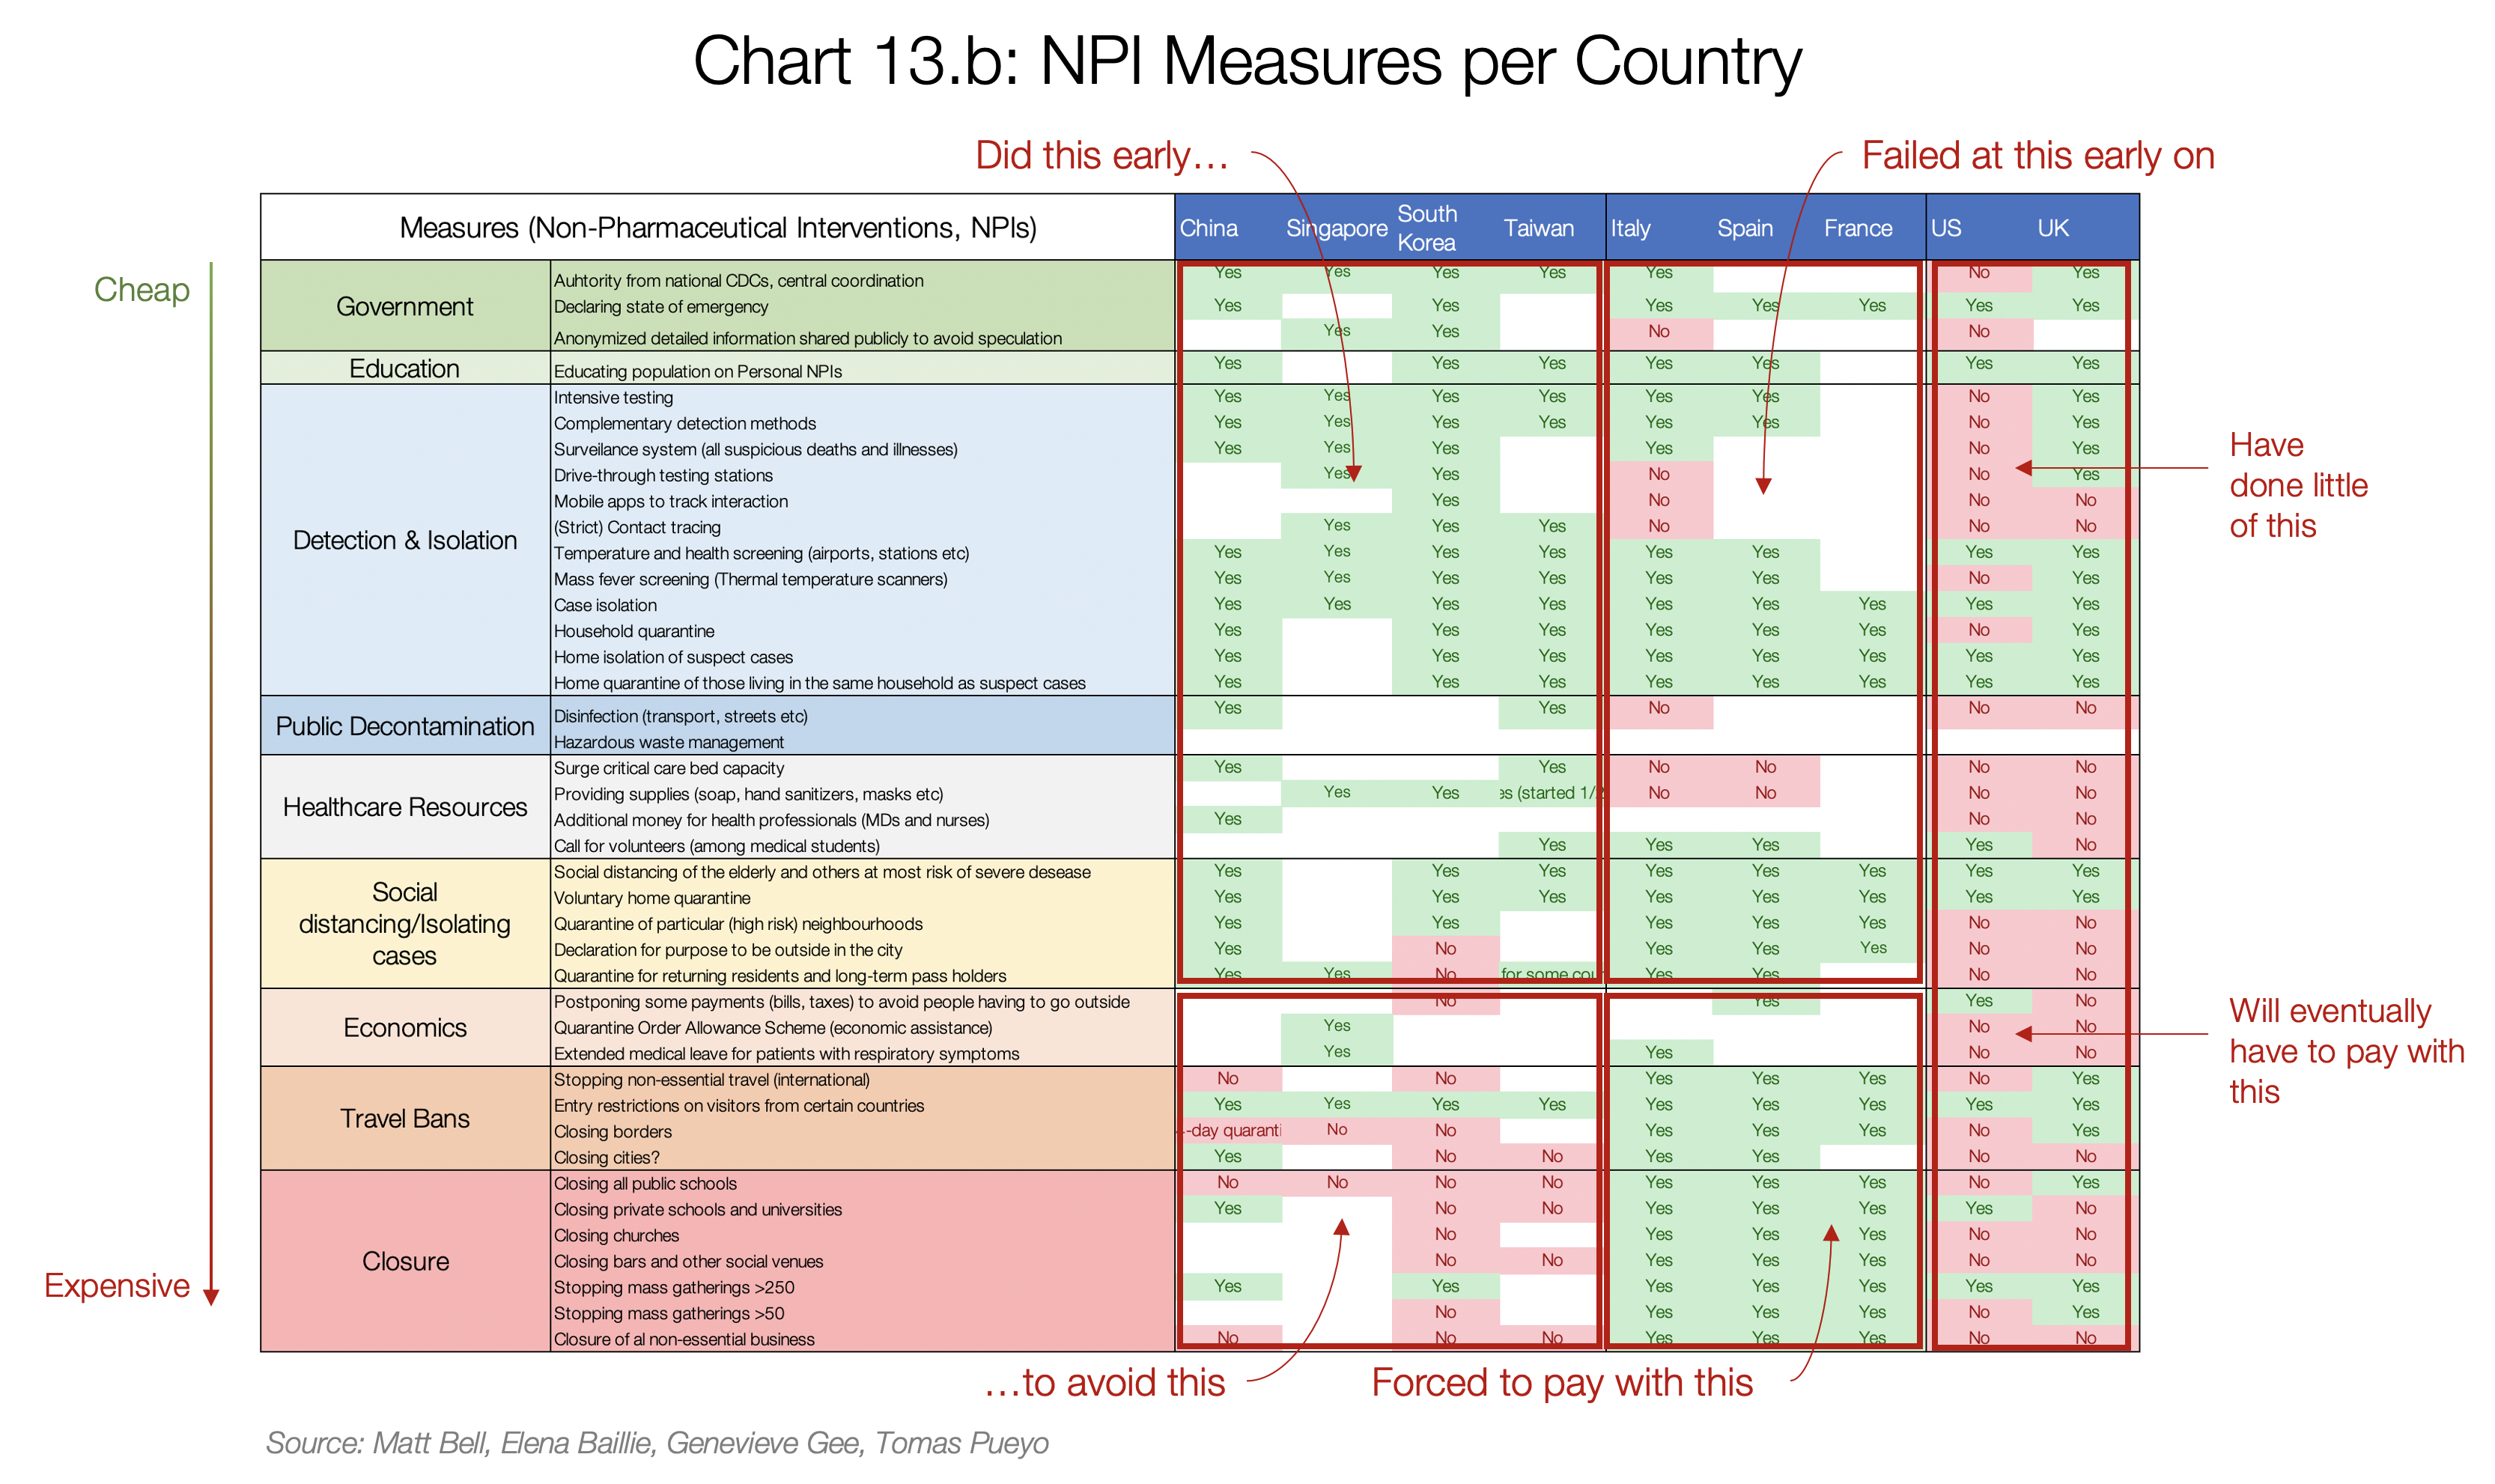 Chart 13.b: NPI Measures per Country
Did this early…
Failed at this early on
Measures (Non-Pharmaceutical Interventions, NPIs) China Singapore South Korea Taiwan Italy Spain France US UK
Cheap
Government
Auhtority from national CDCs, central coordination Yes Yes Yes Yes Yes No Yes
Declaring state of emergency Yes Yes Yes Yes Yes Yes Yes
Anonymized detailed information shared publicly to avoid speculation Yes Yes No No
Education
Educating population on Personal NPIs Yes Yes Yes Yes Yes Yes Yes
Detection & Isolation
Intensive testing Yes Yes Yes Yes Yes Yes No Yes
Complementary detection methods Yes Yes Yes Yes Yes Yes No Yes
Surveilance system (all suspicious deaths and illnesses) Yes Yes Yes Yes No Yes
Drive-through testing stations Yes Yes No No Yes
Mobile apps to track interaction Yes No No No
(Strict) Contact tracing Yes Yes Yes No No No
Temperature and health screening (airports, stations etc) Yes Yes Yes Yes Yes Yes Yes Yes
Mass fever screening (Thermal temperature scanners) Yes Yes Yes Yes Yes Yes No Yes
Case isolation Yes Yes Yes Yes Yes Yes Yes Yes Yes
Household quarantine Yes Yes Yes Yes Yes Yes No Yes
Home isolation of suspect cases Yes Yes Yes Yes Yes Yes Yes Yes
Home quarantine of those living in the same household as suspect cases Yes Yes Yes Yes Yes Yes Yes Yes
Have
done little
of this
Public Decontamination
Disinfection (transport, streets etc) Yes Yes No No No
Hazardous waste management
Healthcare Resources
Surge critical care bed capacity Yes Yes No No No No
Providing supplies (soap, hand sanitizers, masks etc) Yes Yes es (started 1/2 No No No No
Additional money for health professionals (MDs and nurses) Yes No No
Call for volunteers (among medical students) Yes Yes Yes Yes No
Social
distancing/Isolating
cases
Social distancing of the elderly and others at most risk of severe desease Yes Yes Yes Yes Yes Yes Yes Yes
Voluntary home quarantine Yes Yes Yes Yes Yes Yes Yes Yes
Quarantine of particular (high risk) neighbourhoods Yes Yes Yes Yes Yes No No
Declaration for purpose to be outside in the city Yes No Yes Yes Yes No No
Quarantine for returning residents and long-term pass holders Yes Yes No for some cour Yes Yes No No
Economics
Postponing some payments (bills, taxes) to avoid people having to go outside No Yes Yes No
Quarantine Order Allowance Scheme (economic assistance) Yes No No
Extended medical leave for patients with respiratory symptoms Yes Yes No No
Will eventually
have to pay with
this
Travel Bans
Stopping non-essential travel (international) No No Yes Yes Yes No Yes
Entry restrictions on visitors from certain countries Yes Yes Yes Yes Yes Yes Yes Yes Yes
Closing borders -day quaranti No No Yes Yes Yes No Yes
Closing cities? Yes No No Yes Yes No No
Closure
Closing all public schools No No No No Yes Yes Yes No Yes
Closing private schools and universities Yes No No Yes Yes Yes Yes No
Closing churches No Yes Yes Yes No No
Closing bars and other social venues No No Yes Yes Yes No No
Stopping mass gatherings >250 Yes Yes Yes Yes Yes Yes Yes
Stopping mass gatherings >50 No Yes Yes Yes No Yes
Closure of al non-essential business No No No Yes Yes Yes No No
Expensive
…to avoid this
Forced to pay with this
Source: Matt Bell, Elena Baillie, Genevieve Gee, Tomas Pueyo